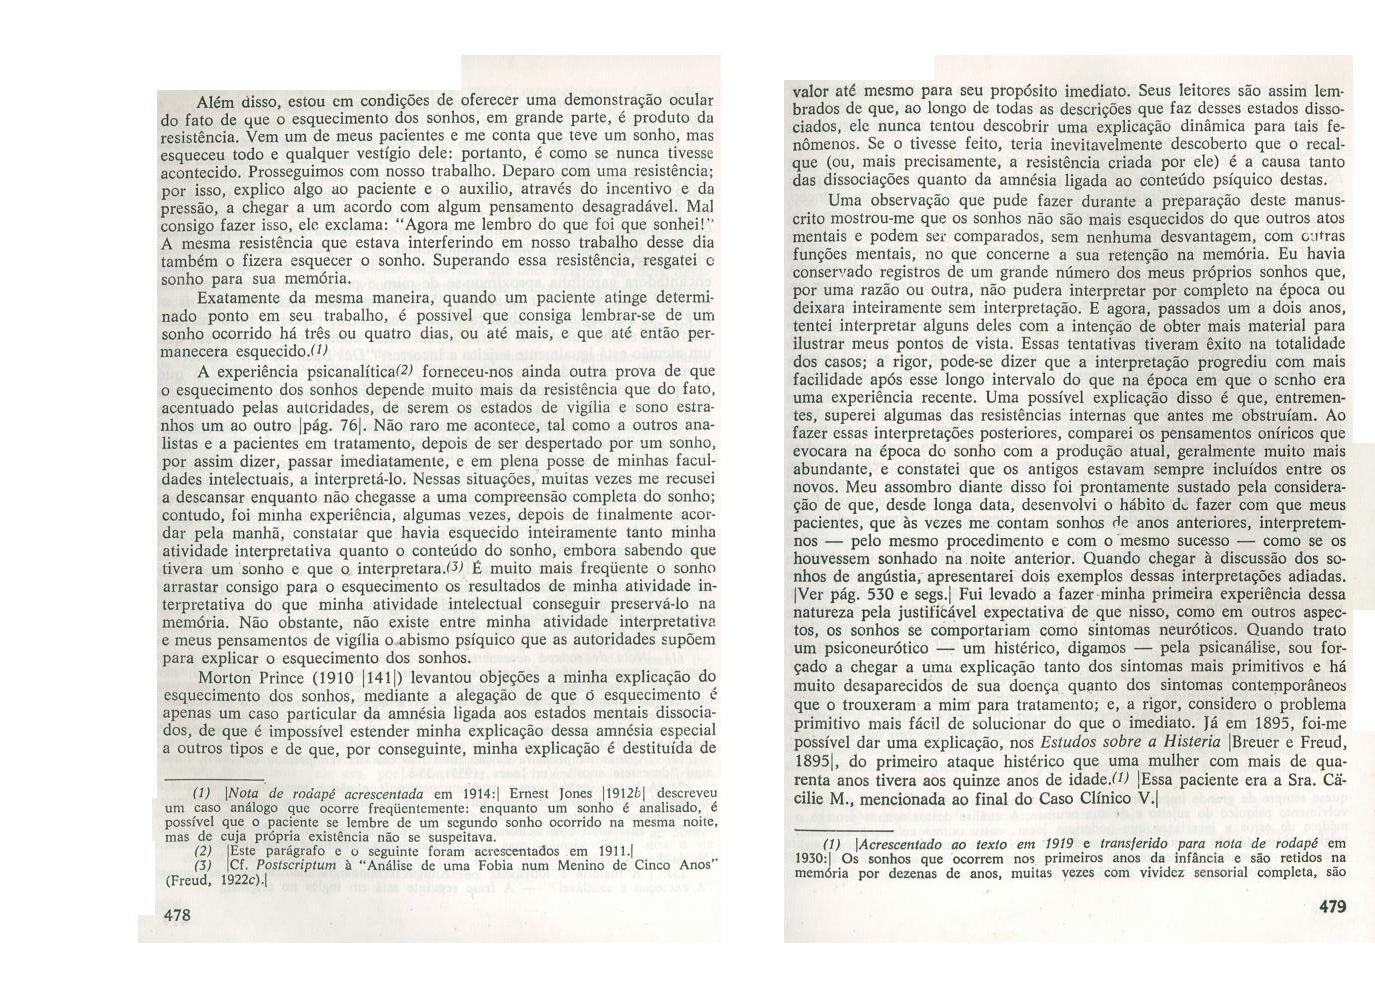 Além disso, estou em condições de oferecer uma demonstração ocular
do fato de que o esquecimento dos sonhos, em grande parte, é produto da
resistência. Vem um de meus pacientes e me conta que teve um sonho, mas
esqueceu todo e qualquer vestígio dele: portanto, é como se nunca tivesse
acontecido. Prosseguimos com nosso trabalho. Deparo com uma resistência;
por isso, explico algo ao paciente e o auxilio, através do incentivo e da
pressão, a chegar a um acordo com algum pensamento desagradável. Mal
consigo fazer isso, ele exclama: "Agora me lembro do que foi que sonhei!"
A mesma resistência que estava interferindo em nosso trabalho desse dia
também o fizera esquecer o sonho. Superando essa resistência, resgatei o
sonho para sua memória.
Exatamente da mesma maneira, quando um paciente atinge determi-
nado ponto em seu trabalho, é possível que consiga lembrar-se de um
sonho ocorrido há três ou quatro dias, ou até mais, e que até então per-
manecera esquecido.(1)
A experiência psicanalítica(2) forneceu-nos ainda outra prova de que
o esquecimento dos sonhos depende muito mais da resistência que do fato,
acentuado pelas autoridades, de serem os estados de vigília e sono estra-
nhos um ao outro |pág. 76|. Não raro me acontece, tal como a outros ana-
listas e a pacientes em tratamento, depois de ser despertado por um sonho,
por assim dizer, passar imediatamente, e em plena posse de minhas facul-
dades intelectuais, a interpretá-lo. Nessas situações, muitas vezes me recusei
a descansar enquanto não chegasse a uma compreensão completa do sonho;
contudo, foi minha experiência, algumas vezes, depois de finalmente acor-
dar pela manhã, constatar que havia esquecido inteiramente tanto minha
atividade interpretativa quanto o conteúdo do sonho, embora sabendo que
tivera um sonho e que o interpretara.(3) É muito mais freqüente o sonho
arrastar consigo para o esquecimento os resultados de minha atividade in-
terpretativa do que minha atividade intelectual conseguir preservá-lo na
memória. Não obstante, não existe entre minha atividade interpretativa
e meus pensamentos de vigília o abismo psíquico que as autoridades supõem
para explicar o esquecimento dos sonhos.
Morton Prince (1910 |141|) levantou objeções a minha explicação do
esquecimento dos sonhos, mediante a alegação de que o esquecimento é
apenas um caso particular da amnésia ligada aos estados mentais dissocia-
dos, de que é impossível estender minha explicação dessa amnésia especial
a outros tipos e de que, por conseguinte, minha explicação é destituída de
(1) |Nota de rodapé acrescentada em 1914:| Ernest Jones |1912b| descreveu
um caso análogo que ocorre freqüentemente: enquanto um sonho é analisado, é
possível que o paciente se lembre de um segundo sonho ocorrido na mesma noite,
mas de cuja própria existência não se suspeitava.
(2) |Este parágrafo e o seguinte foram acrescentados em 1911.|
(3) |Cf. Postscriptum à "Análise de uma Fobia num Menino de Cinco Anos"
(Freud, 1922c).|
478
valor até mesmo para seu propósito imediato. Seus leitores são assim lem-
brados de que, ao longo de todas as descrições que faz desses estados disso-
ciados, ele nunca tentou descobrir uma explicação dinâmica para tais fe-
nômenos. Se o tivesse feito, teria inevitavelmente descoberto que o recal-
que (ou, mais precisamente, a resistência criada por ele) é a causa tanto
das dissociações quanto da amnésia ligada ao conteúdo psíquico destas.
Uma observação que pude fazer durante a preparação deste manus-
crito mostrou-me que os sonhos não são mais esquecidos do que outros atos
mentais e podem ser comparados, sem nenhuma desvantagem, com outras
funções mentais, no que concerne a sua retenção na memória. Eu havia
conservado registros de um grande número dos meus próprios sonhos que,
por uma razão ou outra, não pudera interpretar por completo na época ou
deixara inteiramente sem interpretação. E agora, passados um a dois anos,
tentei interpretar alguns deles com a intenção de obter mais material para
ilustrar meus pontos de vista. Essas tentativas tiveram êxito na totalidade
dos casos; a rigor, pode-se dizer que a interpretação progrediu com mais
facilidade após esse longo intervalo do que na época em que o sonho era
uma experiência recente. Uma possível explicação disso é que, entremen-
tes, superei algumas das resistências internas que antes me obstruíam. Ao
fazer essas interpretações posteriores, comparei os pensamentos oníricos que
evocara na época do sonho com a produção atual, geralmente muito mais
abundante, e constatei que os antigos estavam sempre incluídos entre os
novos. Meu assombro diante disso foi prontamente sustado pela considera-
ção de que, desde longa data, desenvolvi o hábito de fazer com que meus
pacientes, que às vezes me contam sonhos de anos anteriores, interpretem-
nos — pelo mesmo procedimento e com o mesmo sucesso — como se os
houvessem sonhado na noite anterior. Quando chegar à discussão dos so-
nhos de angústia, apresentarei dois exemplos dessas interpretações adiadas.
|Ver pág. 530 e segs.| Fui levado a fazer minha primeira experiência dessa
natureza pela justificável expectativa de que nisso, como em outros aspec-
tos, os sonhos se comportariam como sintomas neuróticos. Quando trato
um psiconeurótico — um histérico, digamos — pela psicanálise, sou for-
çado a chegar a uma explicação tanto dos sintomas mais primitivos e há
muito desaparecidos de sua doença quanto dos sintomas contemporâneos
que o trouxeram a mim para tratamento; e, a rigor, considero o problema
primitivo mais fácil de solucionar do que o imediato. Já em 1895, foi-me
possível dar uma explicação, nos Estudos sobre a Histeria |Breuer e Freud,
1895|, do primeiro ataque histérico que uma mulher com mais de qua-
renta anos tivera aos quinze anos de idade.(1) |Essa paciente era a Sra. Cä-
cilie M., mencionada ao final do Caso Clínico V.|
(1) |Acrescentado ao texto em 1919 e transferido para nota de rodapé em
1930:| Os sonhos que ocorrem nos primeiros anos da infância e são retidos na
memória por dezenas de anos, muitas vezes com vividez sensorial completa, são
479